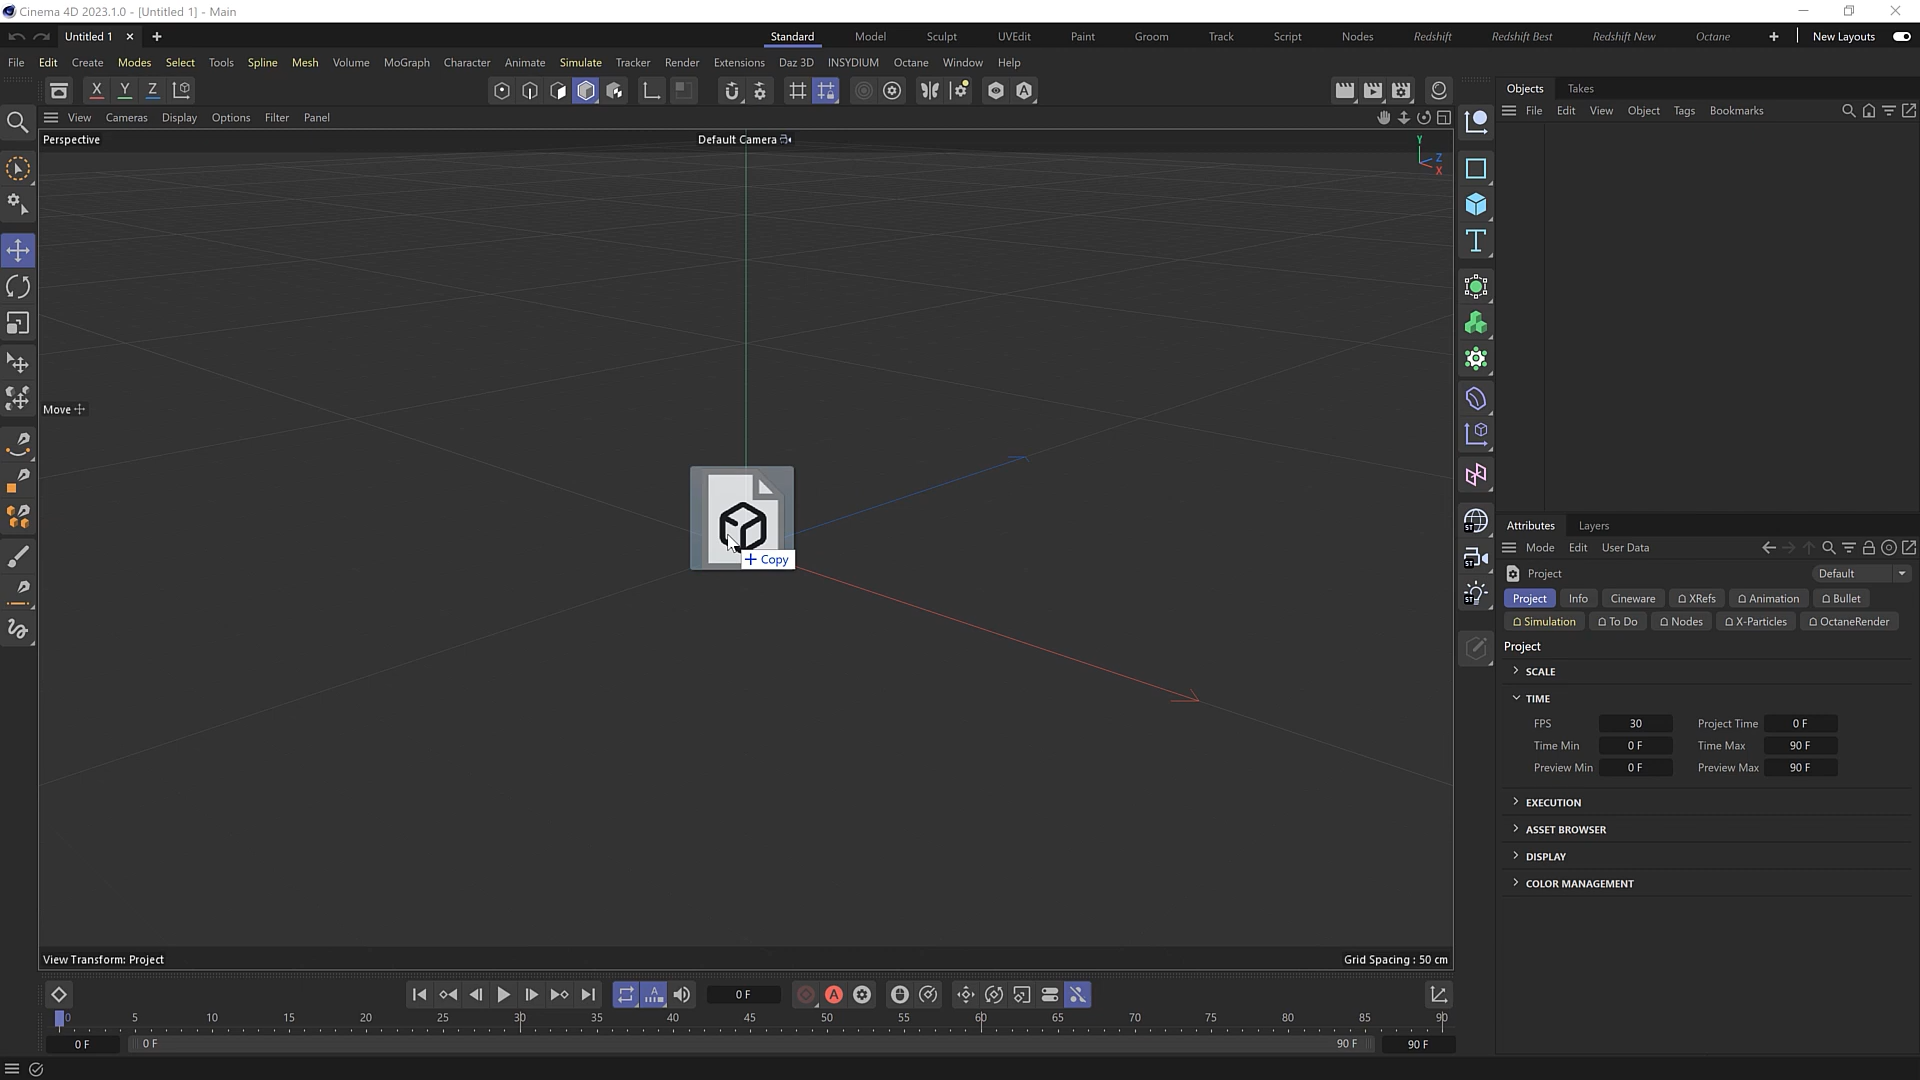 Cinema 4D 2023.1.0 - [Untitled 1] - Main
Untitled 1
Standard Model Sculpt UVEdit Paint Groom Track Script Nodes Redshift Redshift Best Redshift New Octane New Layouts
File Edit Create Modes Select Tools Spline Mesh Volume MoGraph Character Animate Simulate Tracker Render Extensions Daz 3D INSYDIUM Octane Window Help
X Y Z
Objects Takes
File Edit View Object Tags Bookmarks
View Cameras Display Options Filter Panel
Perspective
Default Camera
Y
Z
X
Move
+ Copy
Attributes Layers
Mode Edit User Data
Project Default
Project Info Cineware XRefs Animation Bullet
Simulation To Do Nodes X-Particles OctaneRender
Project
SCALE
TIME
FPS 30 Project Time 0 F
Time Min 0 F Time Max 90 F
Preview Min 0 F Preview Max 90 F
EXECUTION
ASSET BROWSER
DISPLAY
COLOR MANAGEMENT
View Transform: Project
Grid Spacing : 50 cm
0 F
0 5 10 15 20 25 30 35 40 45 50 55 60 65 70 75 80 85 90
0 F 0 F 90 F 90 F